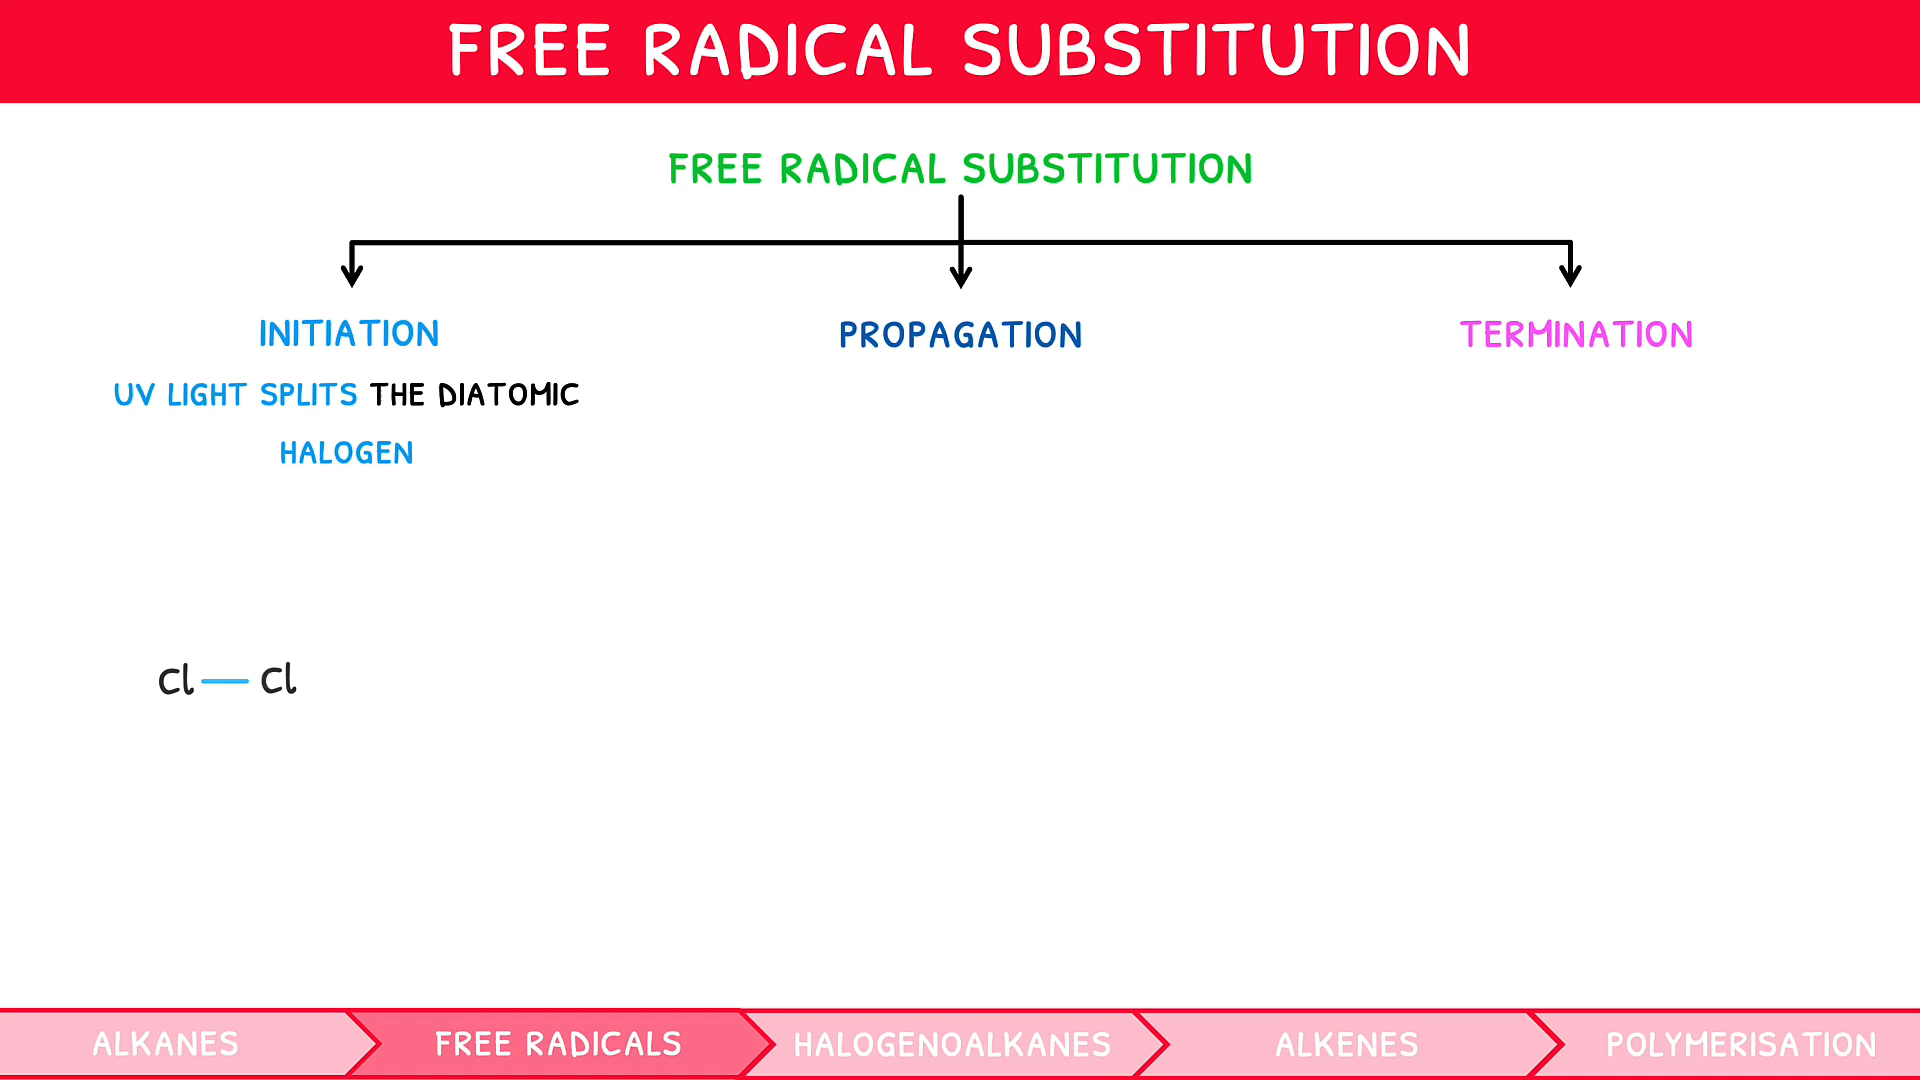 FREE RADICAL SUBSTITUTION
FREE RADICAL SUBSTITUTION
INITIATION
UV LIGHT SPLITS THE DIATOMIC
HALOGEN
Cl — Cl
PROPAGATION
TERMINATION
ALKANES
FREE RADICALS
HALOGENOALKANES
ALKENES
POLYMERISATION